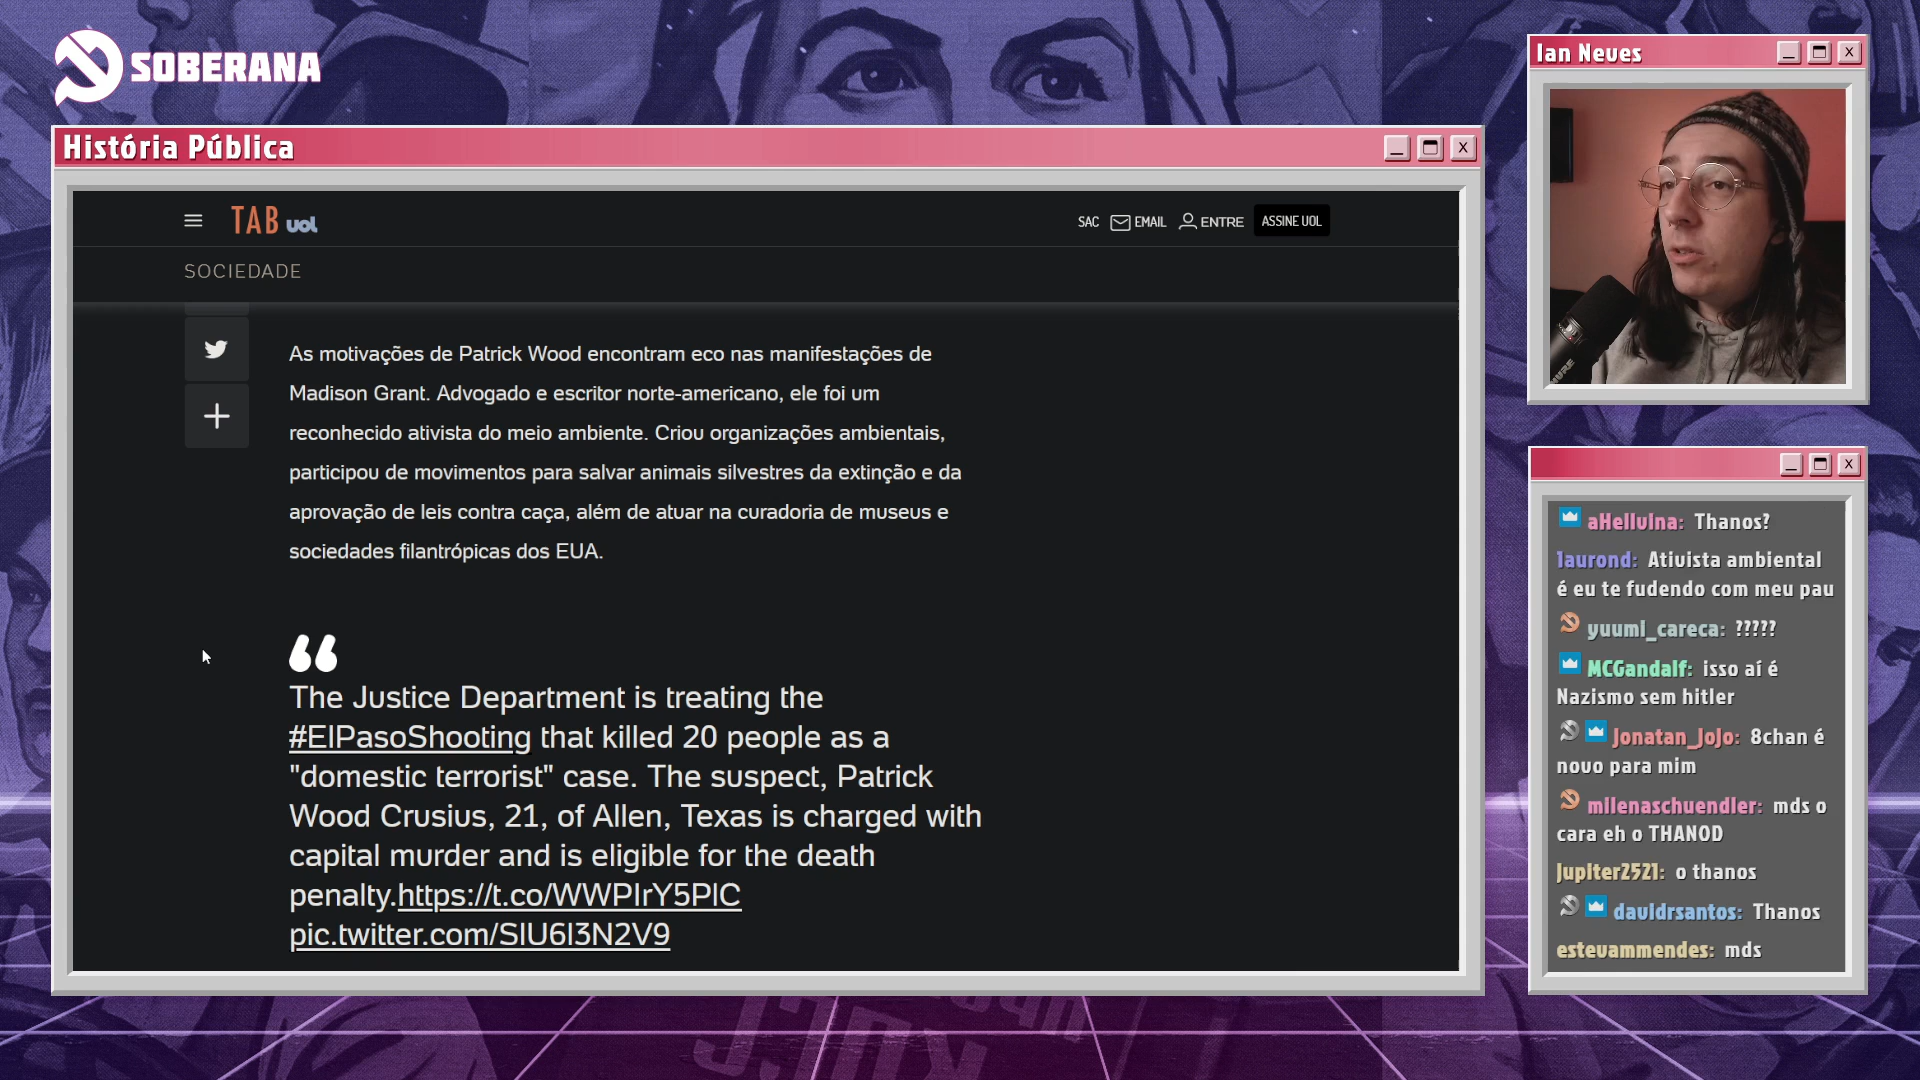 SOBERANA
História Pública
TAB uol
SAC EMAIL ENTRE ASSINE UOL
SOCIEDADE
As motivações de Patrick Wood encontram eco nas manifestações de
Madison Grant. Advogado e escritor norte-americano, ele foi um
reconhecido ativista do meio ambiente. Criou organizações ambientais,
participou de movimentos para salvar animais silvestres da extinção e da
aprovação de leis contra caça, além de atuar na curadoria de museus e
sociedades filantrópicas dos EUA.
“
The Justice Department is treating the
#ElPasoShooting that killed 20 people as a
"domestic terrorist" case. The suspect, Patrick
Wood Crusius, 21, of Allen, Texas is charged with
capital murder and is eligible for the death
penalty.https://t.co/WWPIrY5PlC
pic.twitter.com/SlU6l3N2V9
Ian Neves
aHellvina: Thanos?
1aurond: Ativista ambiental
é eu te fudendo com meu pau
yuumi_careca: ?????
MCGandalf: isso aí é
Nazismo sem hitler
Jonatan_JoJo: 8chan é
novo para mim
milenaschuendler: mds o
cara eh o THANOD
Jupiter2521: o thanos
davidrsantos: Thanos
estevammendes: mds